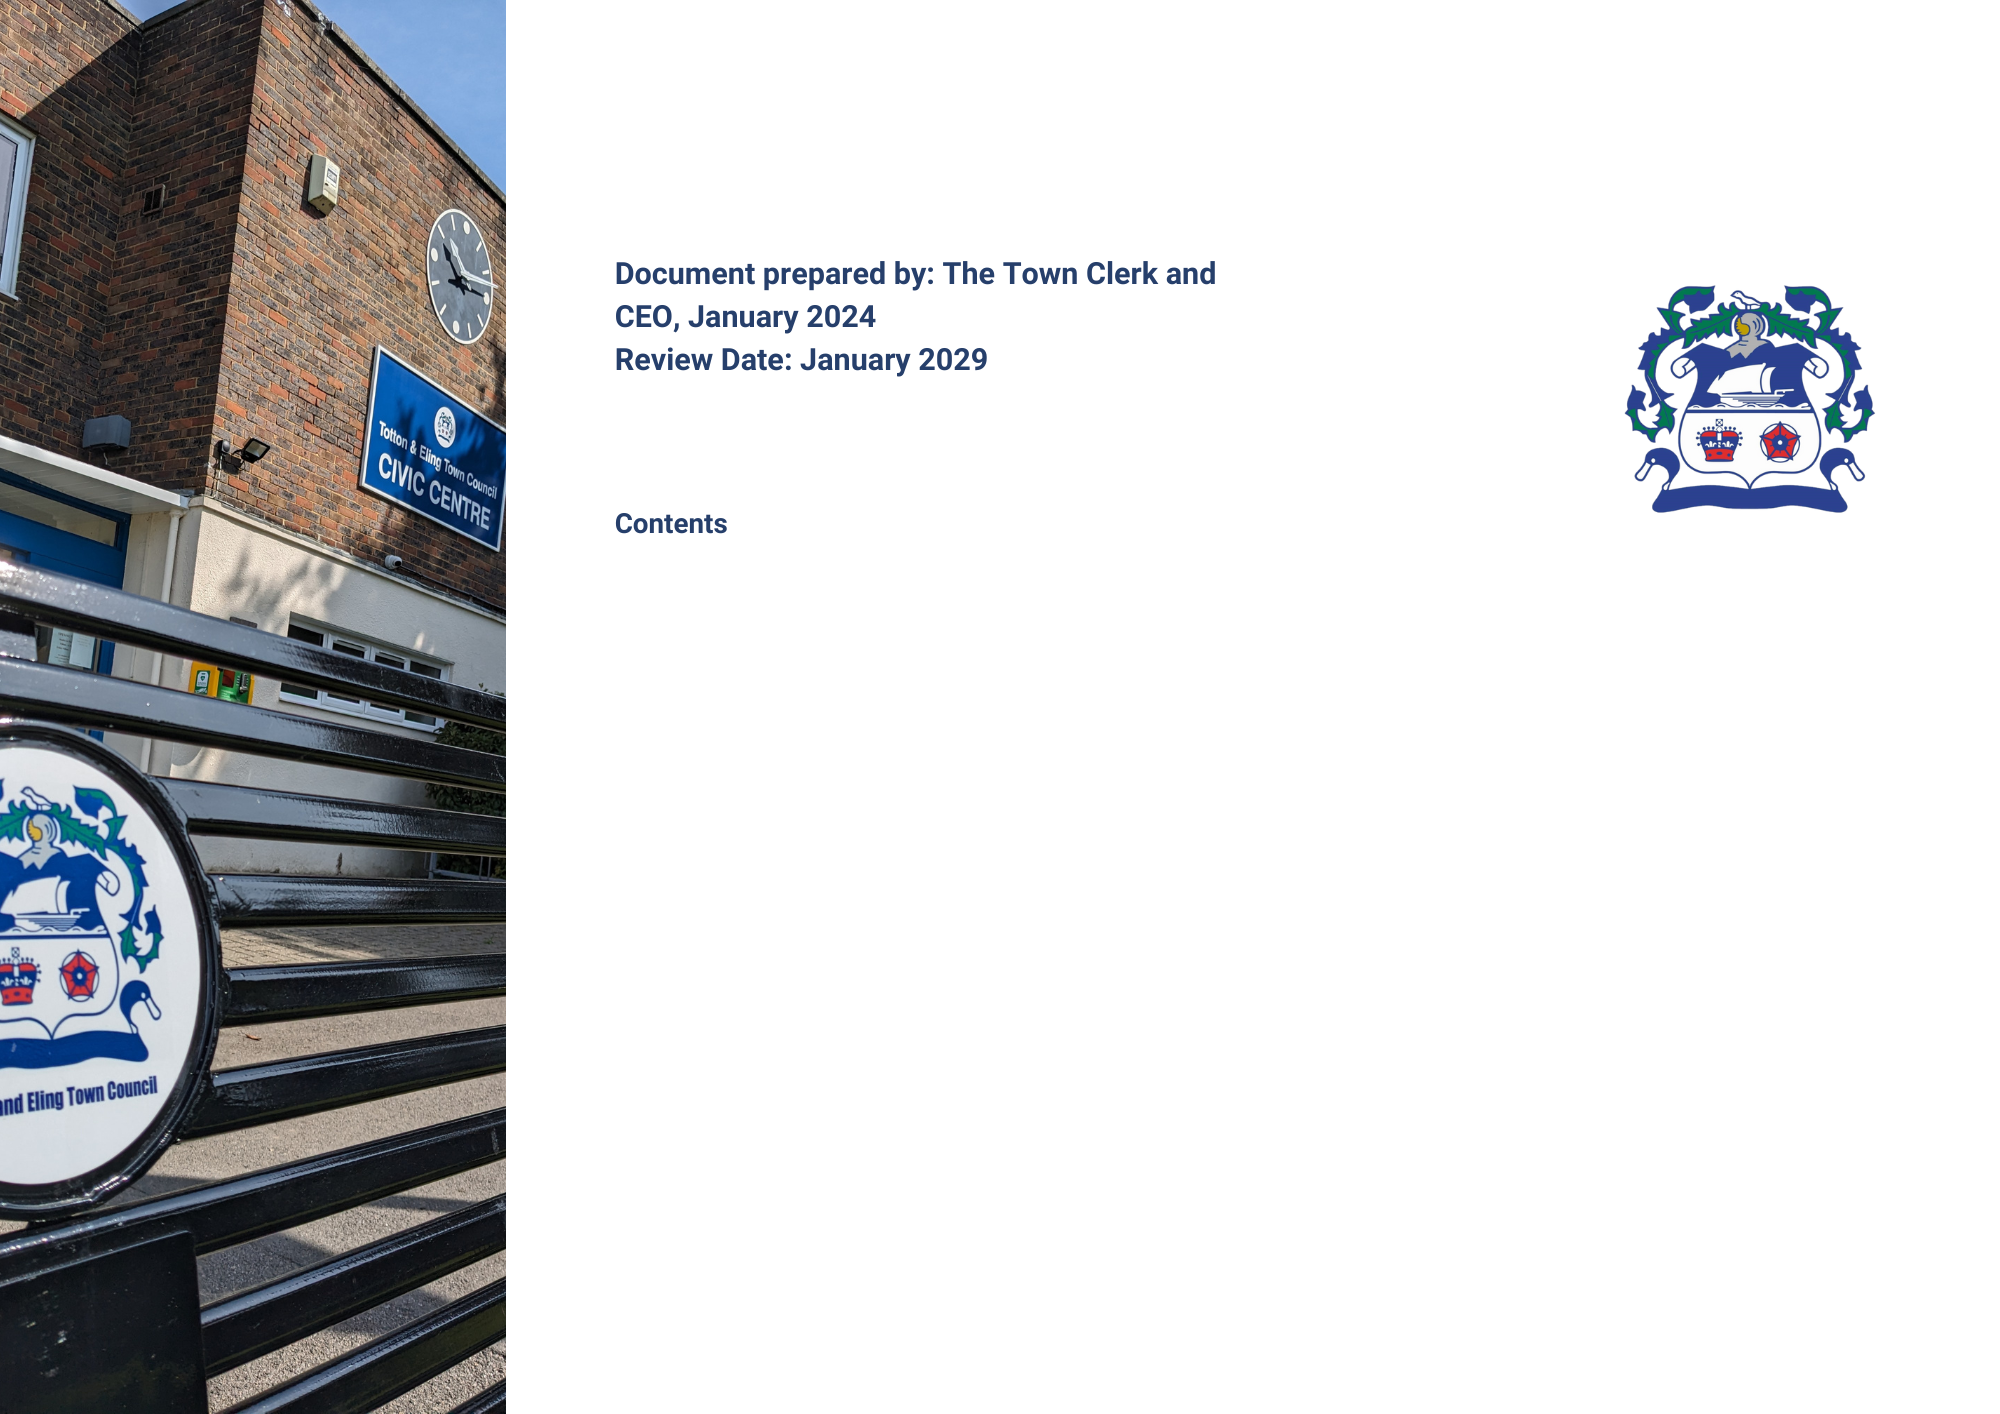 Document prepared by: The Town Clerk and
CEO, January 2024
Review Date: January 2029
Contents
Totton & Eling Town Council
CIVIC CENTRE
and Eling Town Council